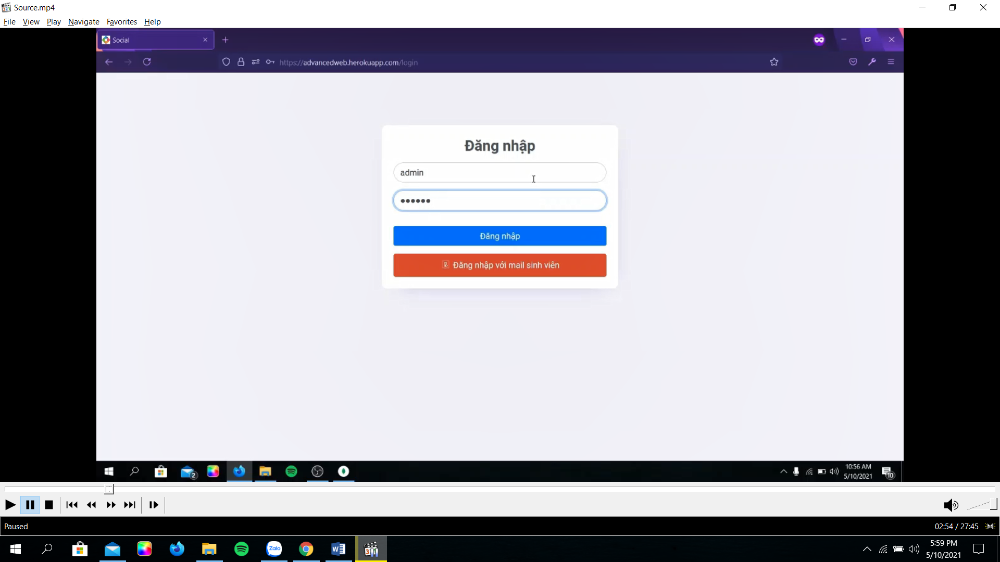 Source.mp4
File View Play Navigate Favorites Help
Social
https://advancedweb.herokuapp.com/login
Đăng nhập
admin
••••••
Đăng nhập
Đăng nhập với mail sinh viên
2
10:56 AM
5/10/2021
10
Paused
02:54 / 27:45
Zalo
5:59 PM
5/10/2021